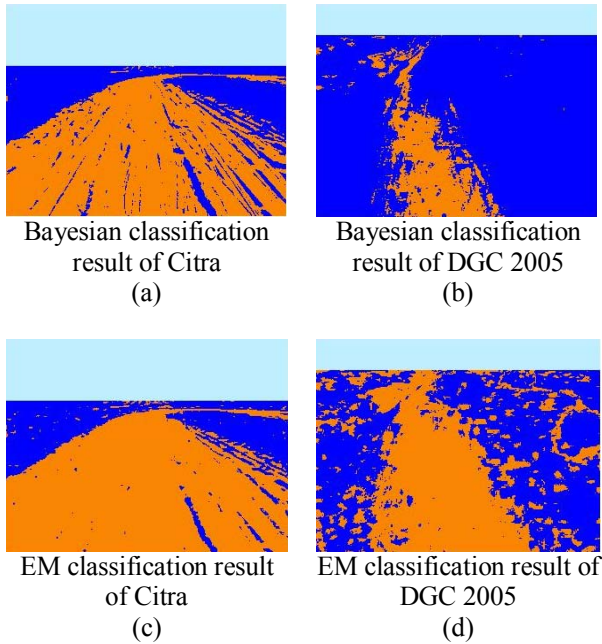 Bayesian classification
result of Citra
(a)
Bayesian classification
result of DGC 2005
(b)
EM classification result
of Citra
(c)
EM classification result of
DGC 2005
(d)